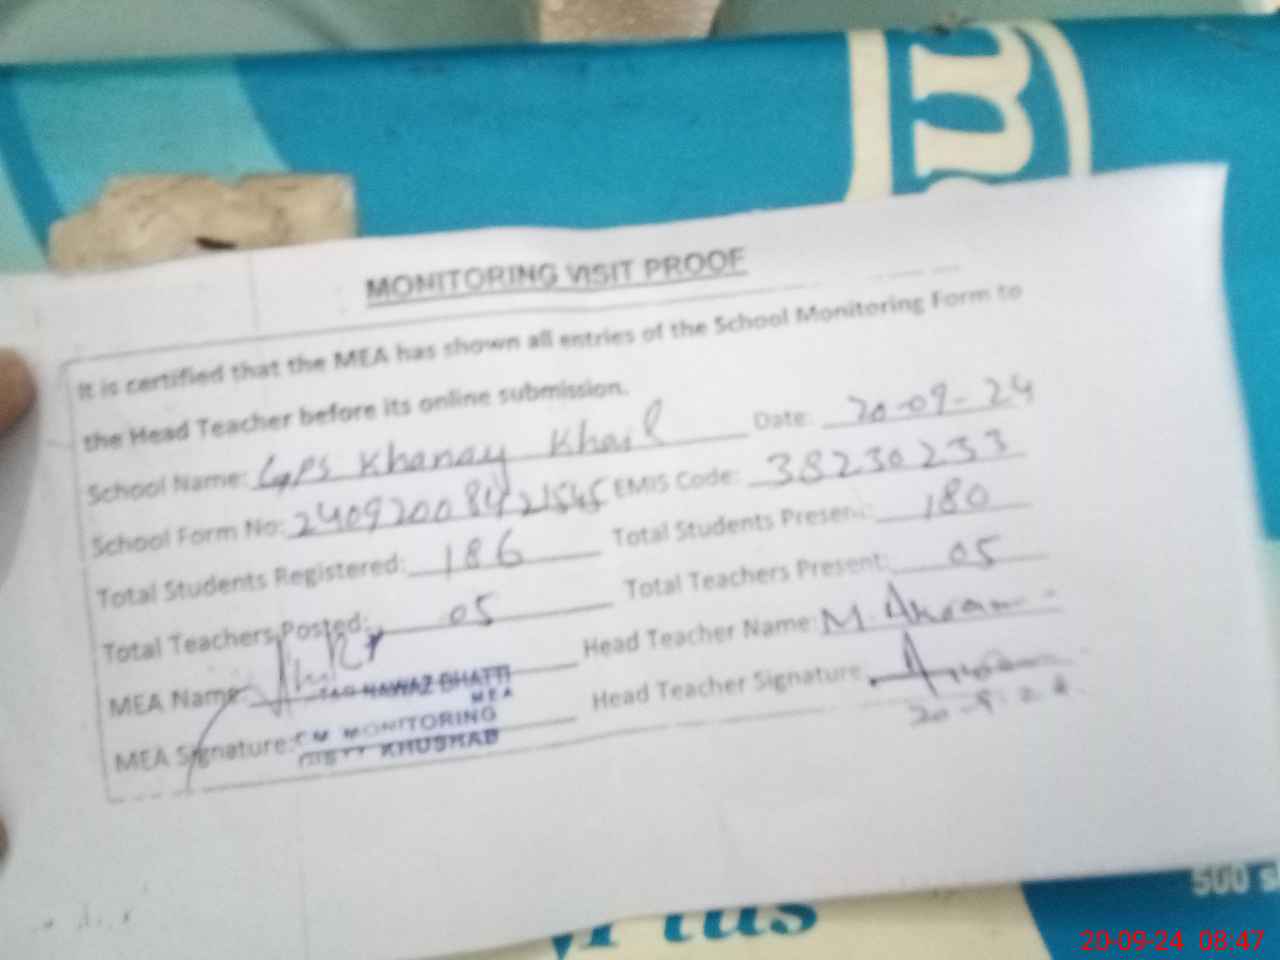 m
MONITORING VISIT PROOF
It is certified that the MEA has shown all entries of the School Monitoring Form to
the Head Teacher before its online submission.
School Name: GPS Khanay Khail Date: 20-09-24
School Form No: EMIS Code: 38230233
Total Students Registered: 186 Total Students Present: 180
Total Teachers Posted: 05 Total Teachers Present: 05
MEA Name: NAWAZ BHATTI Head Teacher Name: M. Akram
MEA
MEA Signature: MONITORING Head Teacher Signature:
DISTT KHUSHAB
Plus
500
20-09-24 08:47